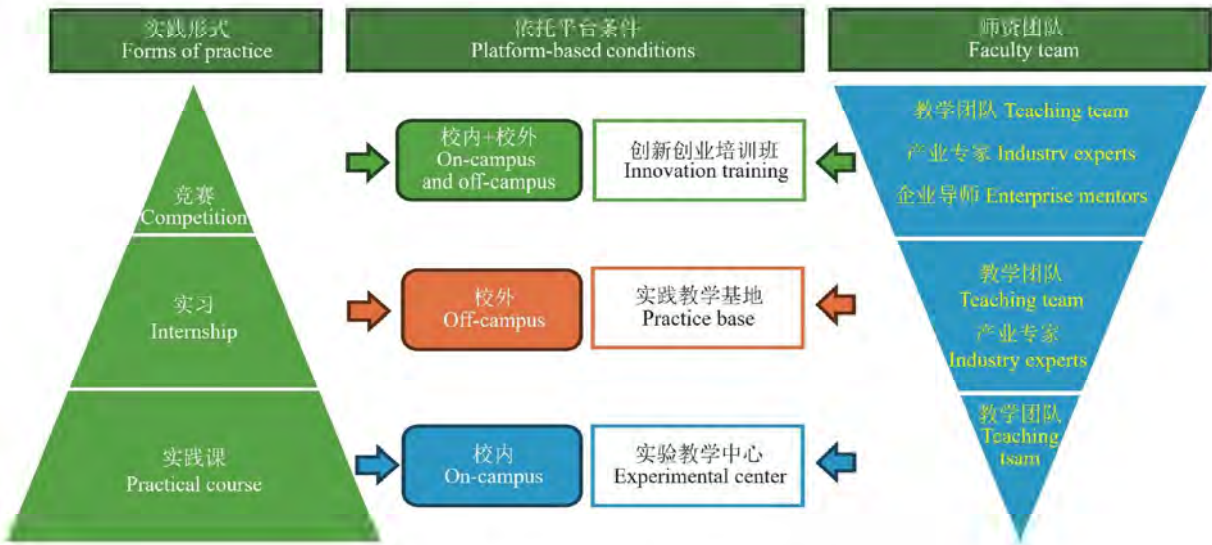 实践形式
Forms of practice
依托平台条件
Platform-based conditions
师资团队
Faculty team
竞赛
Competition
校内+校外
On-campus
and off-campus
创新创业培训班
Innovation training
教学团队 Teaching team
产业专家 Industrv experts
企业导师 Enterprise mentors
实习
Internship
校外
Off-campus
实践教学基地
Practice base
教学团队
Teaching team
产业专家
Industry experts
实践课
Practical course
校内
On-campus
实验教学中心
Experimental center
教学团队
Teaching
tsam